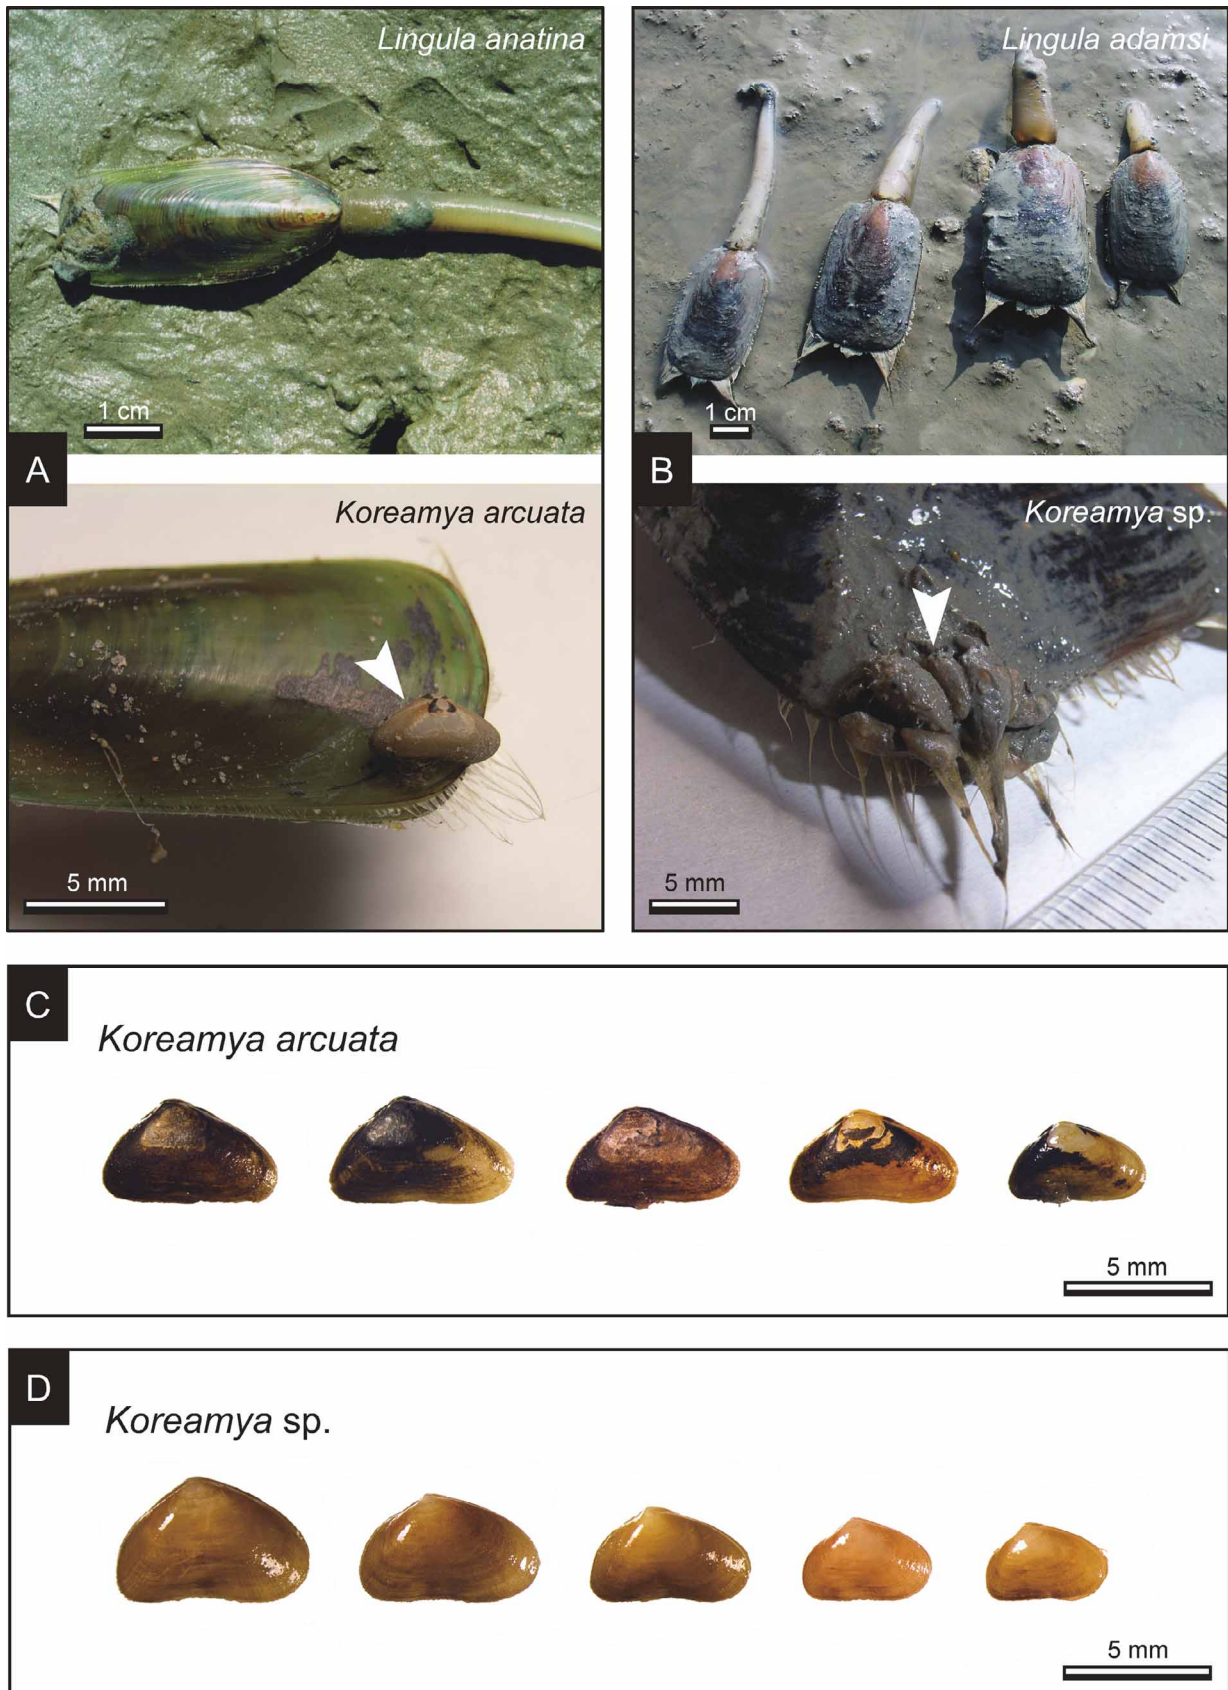 Lingula anatina
1 cm
A
Koreamya arcuata
5 mm
Lingula adamsi
1 cm
B
Koreamya sp.
5 mm
C
Koreamya arcuata
5 mm
D
Koreamya sp.
5 mm